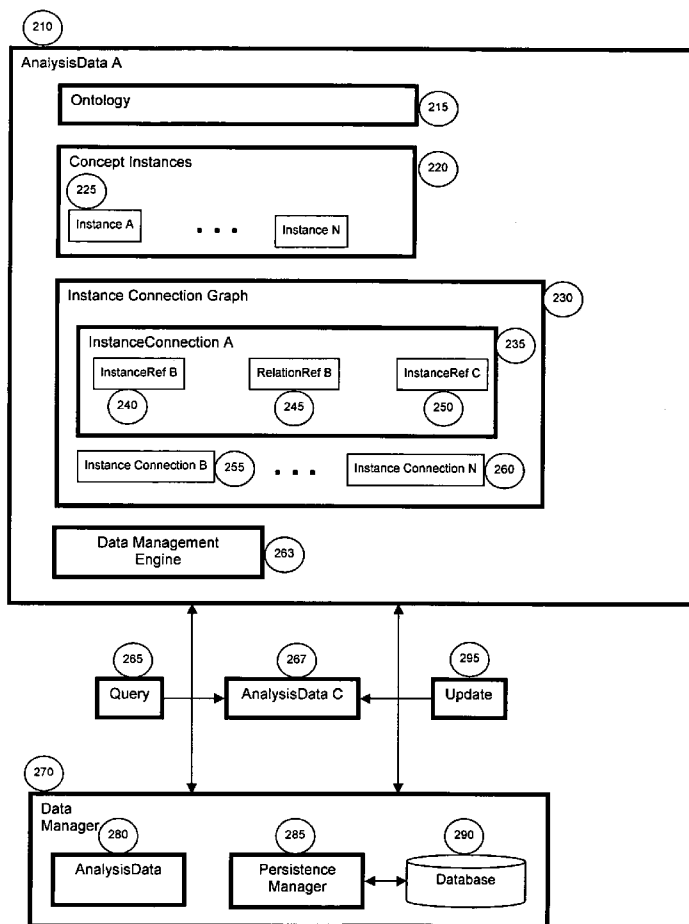 210
AnalysisData A
Ontology
215
Concept Instances
220
225
Instance A
. . .
Instance N
Instance Connection Graph
230
InstanceConnection A
235
InstanceRef B
RelationRef B
InstanceRef C
240
245
250
Instance Connection B
255
. . .
Instance Connection N
260
Data Management
Engine
263
265
267
295
Query
AnalysisData C
Update
270
Data
Manager
280
285
290
AnalysisData
Persistence
Manager
Database